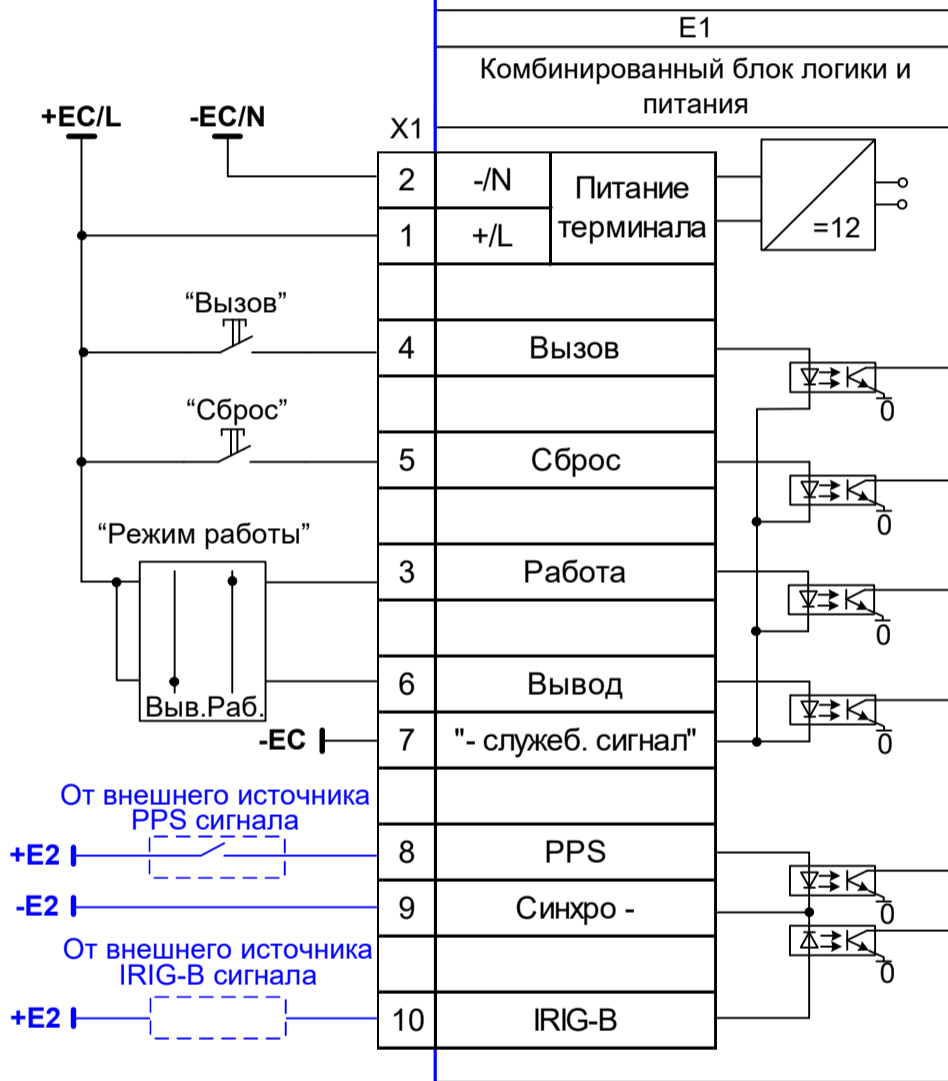 E1
Комбинированный блок логики и
питания
+EC/L
-EC/N
X1
2
-/N
Питание
терминала
1
+/L
=12
“Вызов”
4
Вызов
0
“Сброс”
5
Сброс
0
“Режим работы”
3
Работа
0
6
Вывод
Выв.Раб.
-EC
7
"- служеб. сигнал"
0
От внешнего источника
PPS сигнала
+E2
8
PPS
0
-E2
9
Синхро -
От внешнего источника
IRIG-B сигнала
0
+E2
10
IRIG-B